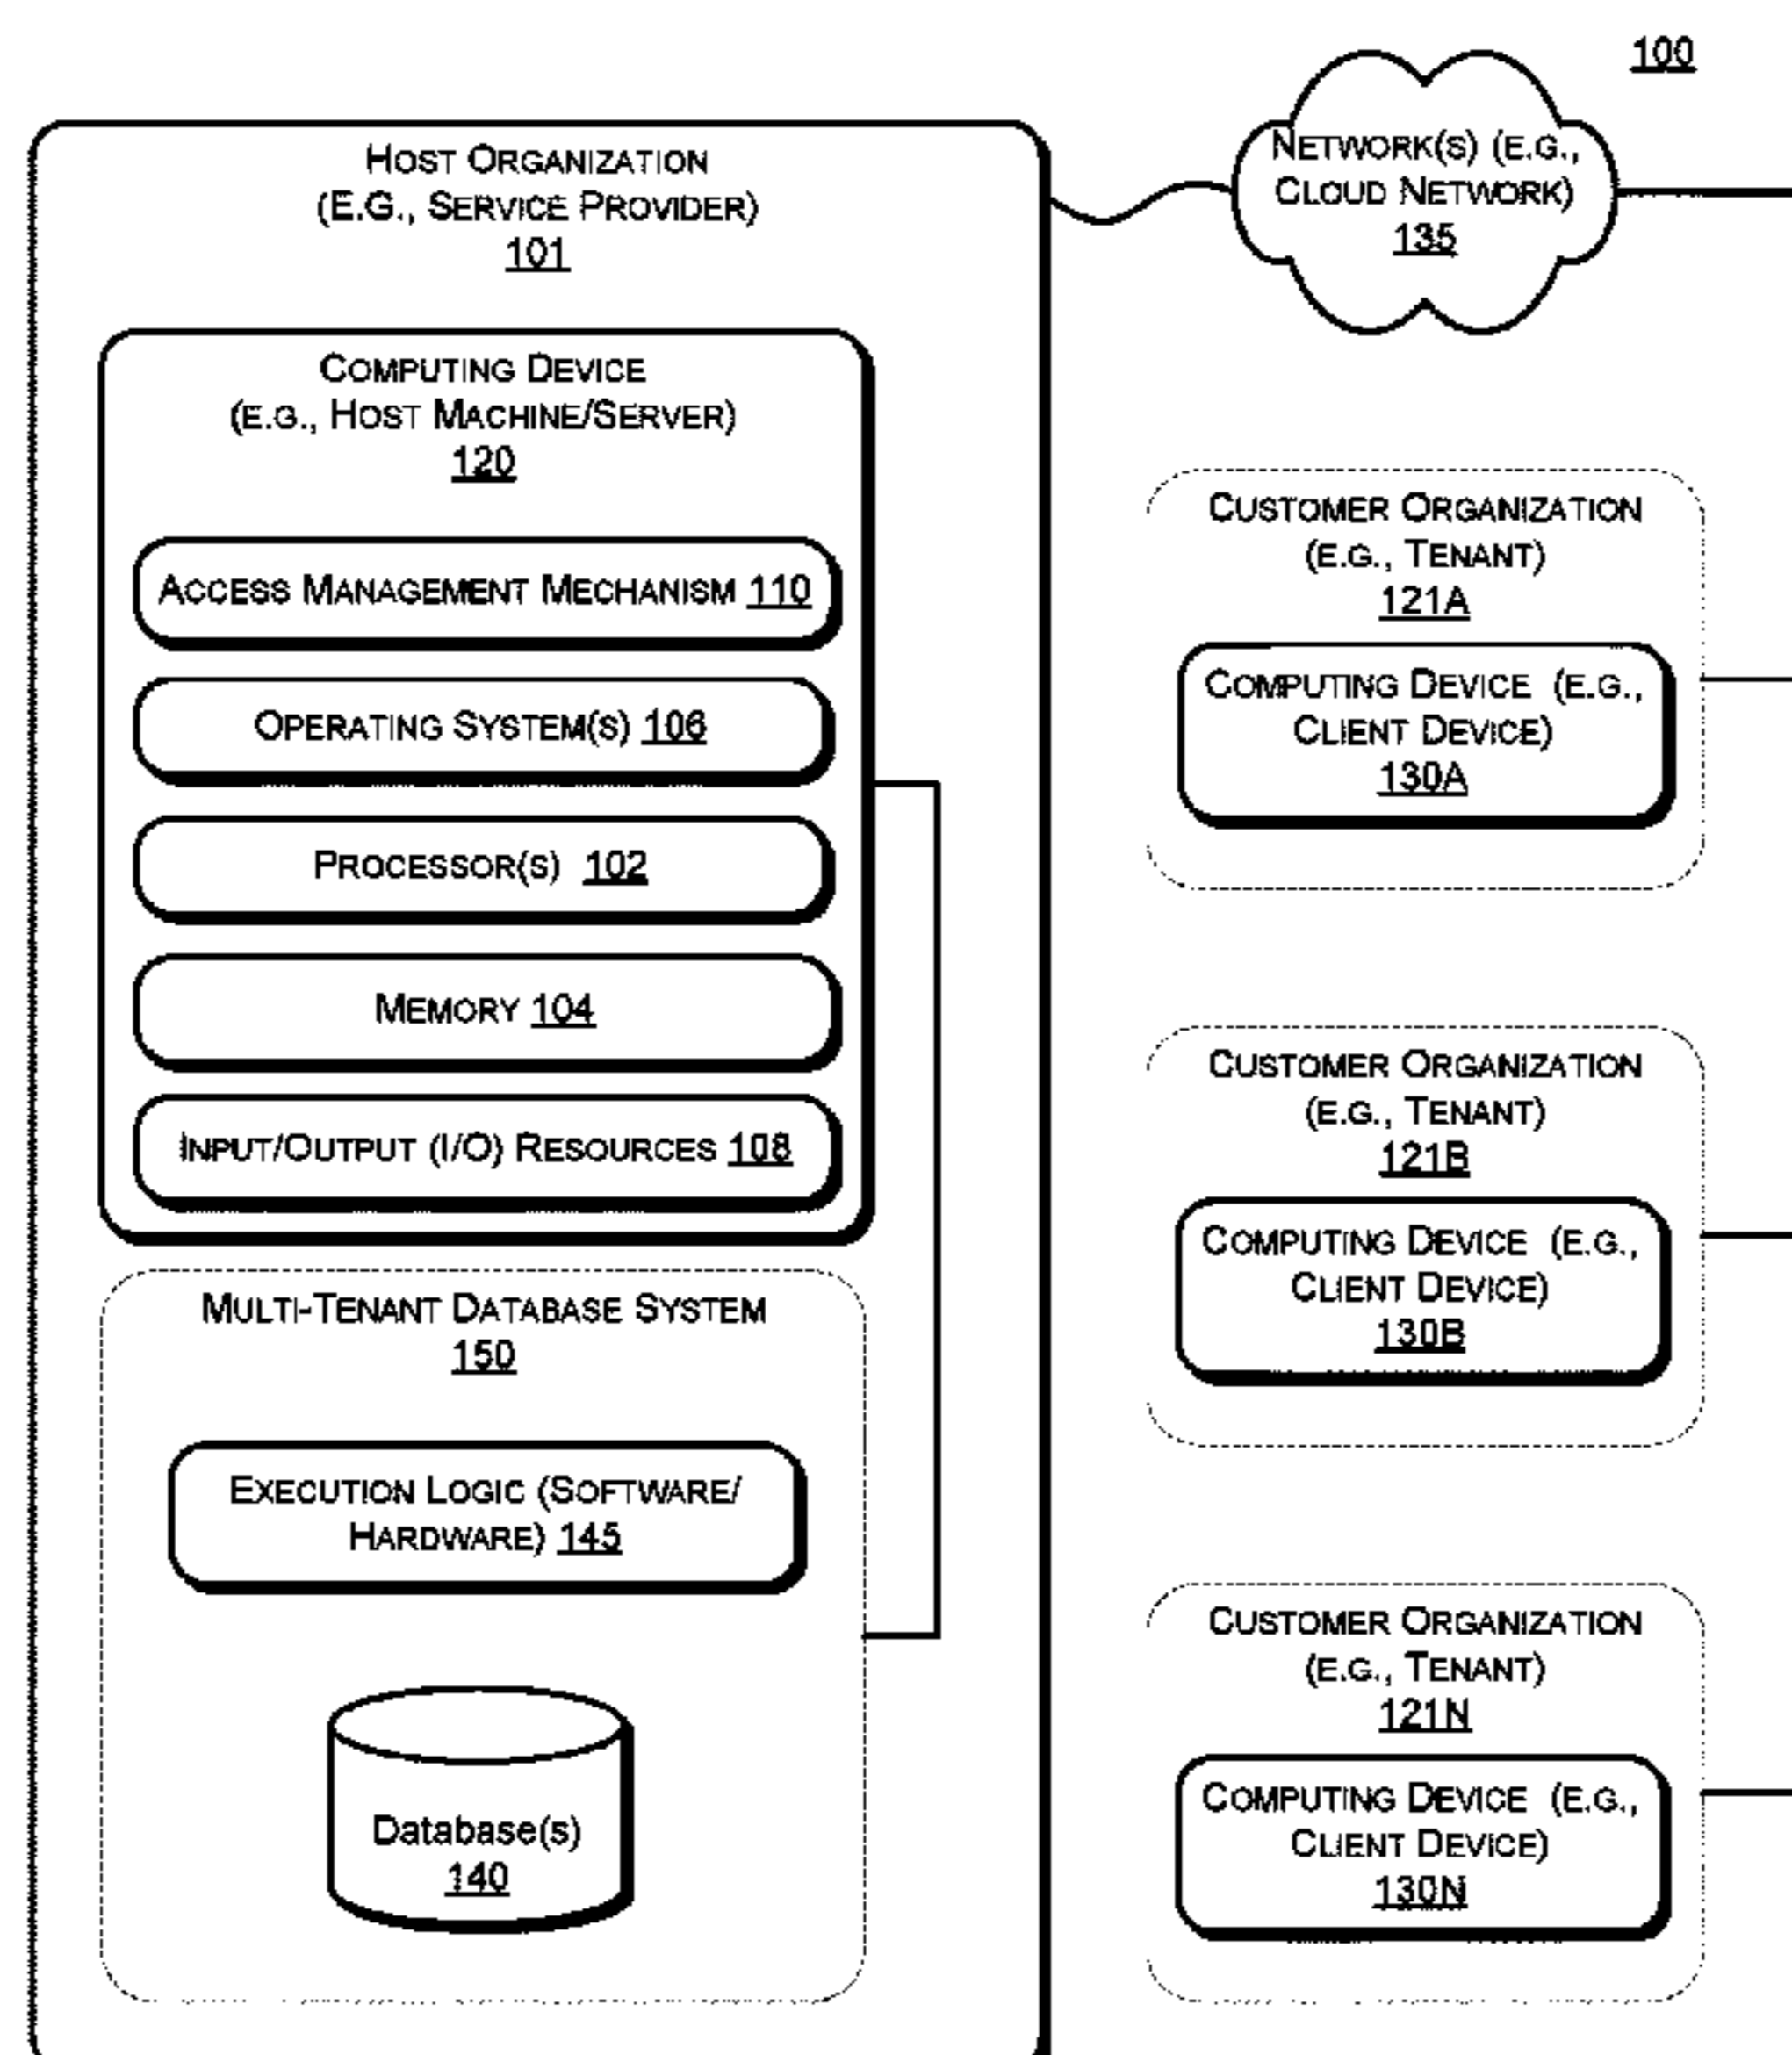 100
HOST ORGANIZATION
(E.G., SERVICE PROVIDER)
101
NETWORK(S) (E.G.,
CLOUD NETWORK)
135
COMPUTING DEVICE
(E.G., HOST MACHINE/SERVER)
120
ACCESS MANAGEMENT MECHANISM 110
OPERATING SYSTEM(S) 106
PROCESSOR(S) 102
MEMORY 104
INPUT/OUTPUT (I/O) RESOURCES 108
MULTI-TENANT DATABASE SYSTEM
150
EXECUTION LOGIC (SOFTWARE/
HARDWARE) 145
Database(s)
140
CUSTOMER ORGANIZATION
(E.G., TENANT)
121A
COMPUTING DEVICE (E.G.,
CLIENT DEVICE)
130A
CUSTOMER ORGANIZATION
(E.G., TENANT)
121B
COMPUTING DEVICE (E.G.,
CLIENT DEVICE)
130B
CUSTOMER ORGANIZATION
(E.G., TENANT)
121N
COMPUTING DEVICE (E.G.,
CLIENT DEVICE)
130N